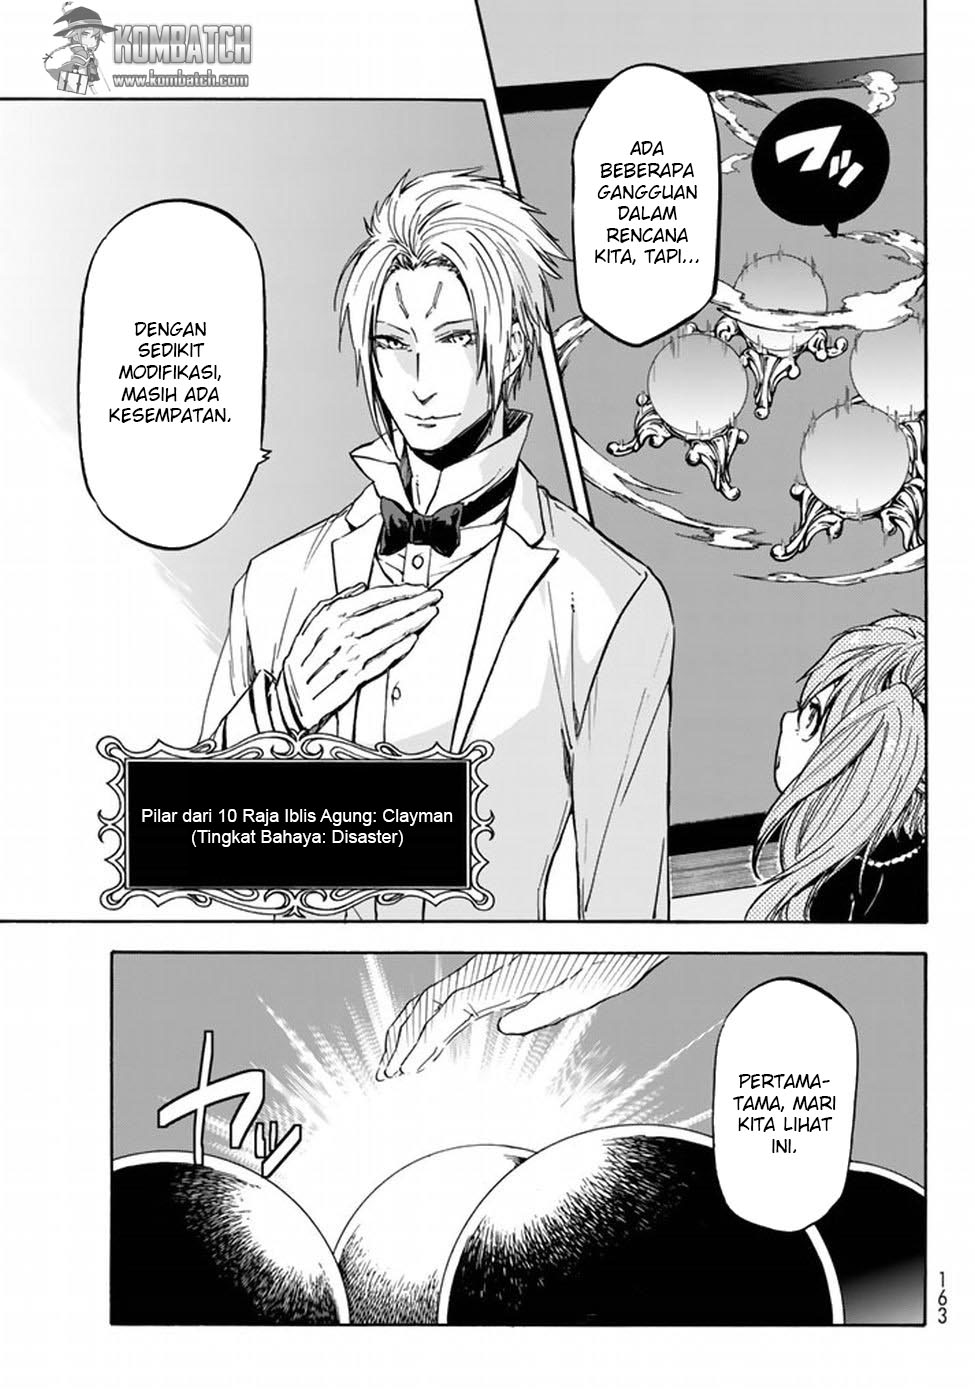 KOMBATCH
www.kombatch.com
ADA
BEBERAPA
GANGGUAN
DALAM
RENCANA
KITA, TAPI...
フッ
DENGAN
SEDIKIT
MODIFIKASI,
MASIH ADA
KESEMPATAN.
Pilar dari 10 Raja Iblis Agung: Clayman
(Tingkat Bahaya: Disaster)
PERTAMA-
TAMA, MARI
KITA LIHAT
INI.
カッ
163